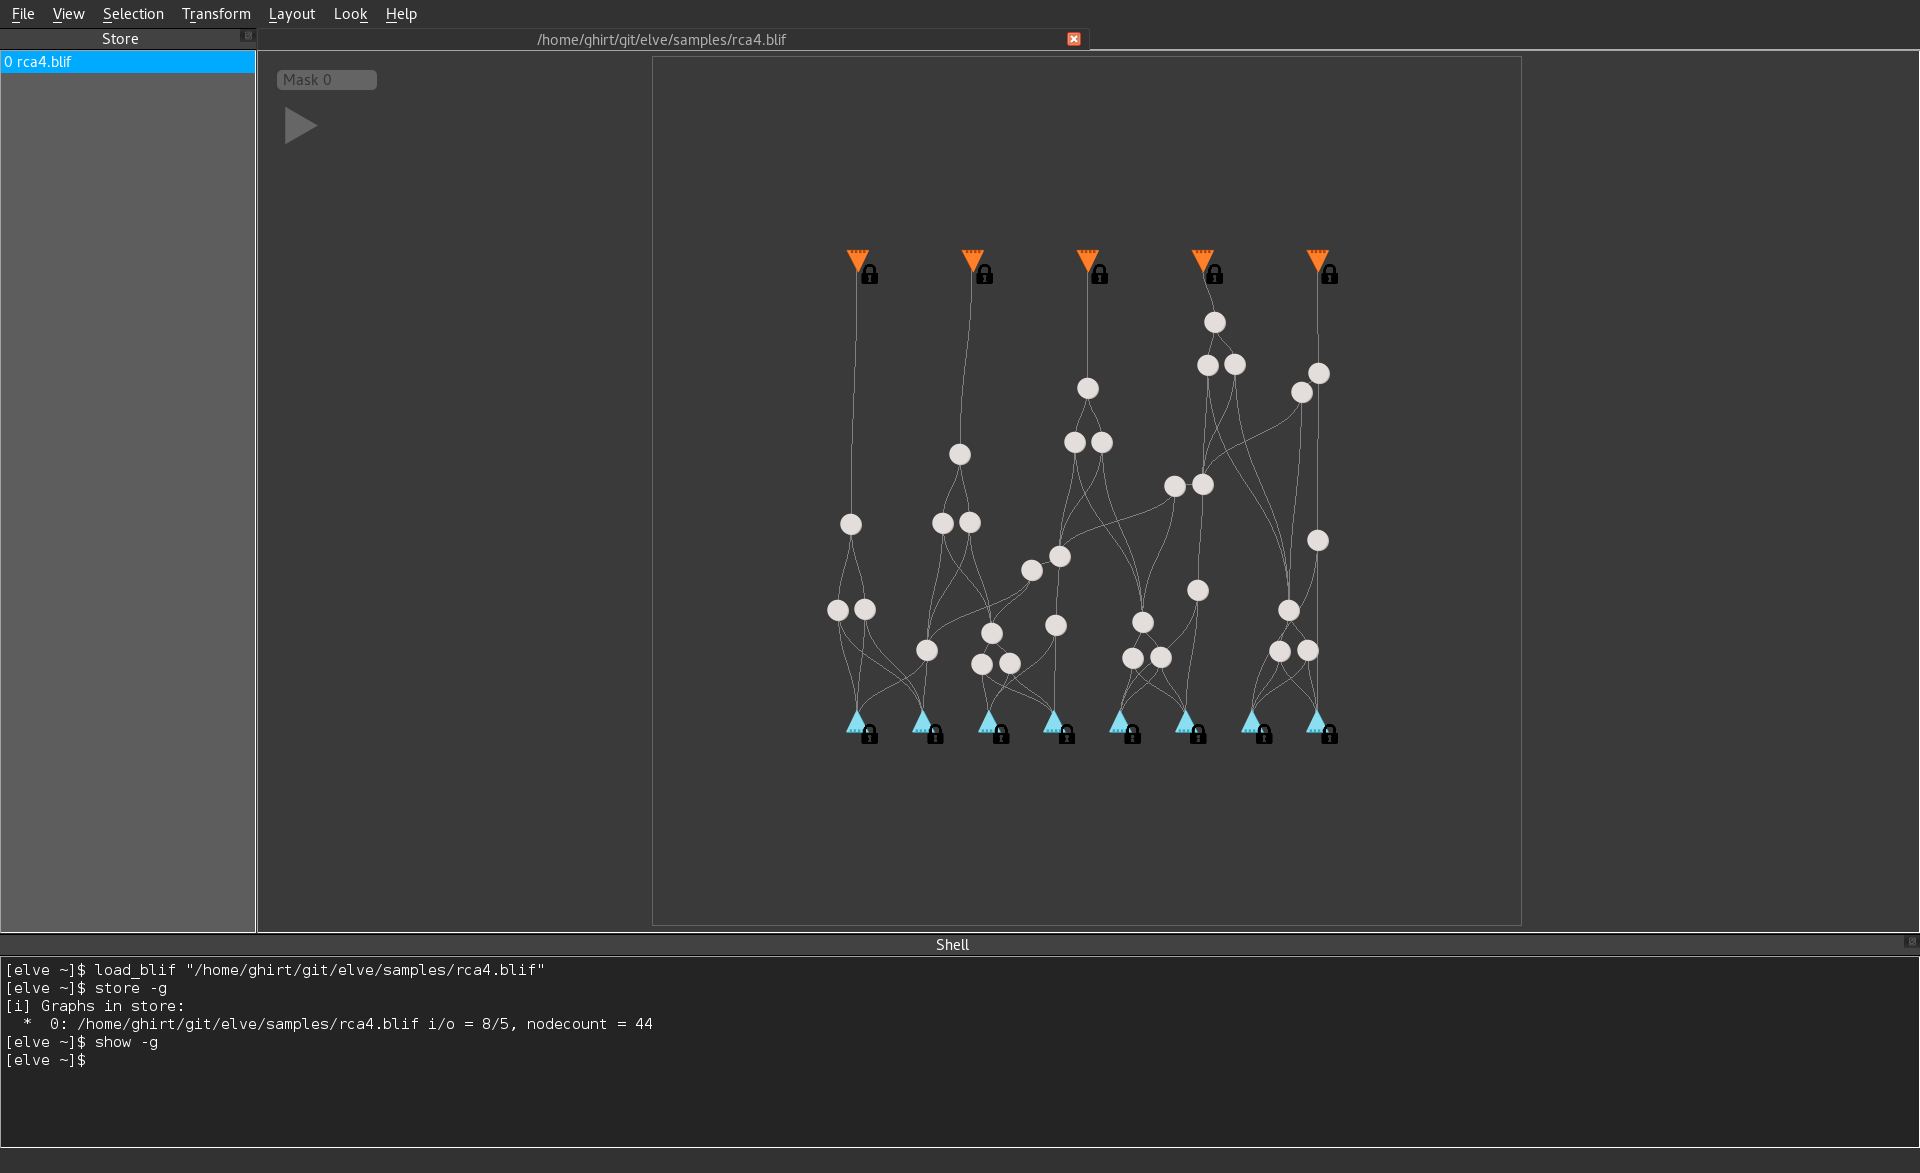 File View Selection Transform Layout Look Help
Store
/home/ghirt/git/elve/samples/rca4.blif
0 rca4.blif
Mask 0
Shell
[elve ~]$ load_blif "/home/ghirt/git/elve/samples/rca4.blif"
[elve ~]$ store -g
[i] Graphs in store:
  *  0: /home/ghirt/git/elve/samples/rca4.blif i/o = 8/5, nodecount = 44
[elve ~]$ show -g
[elve ~]$